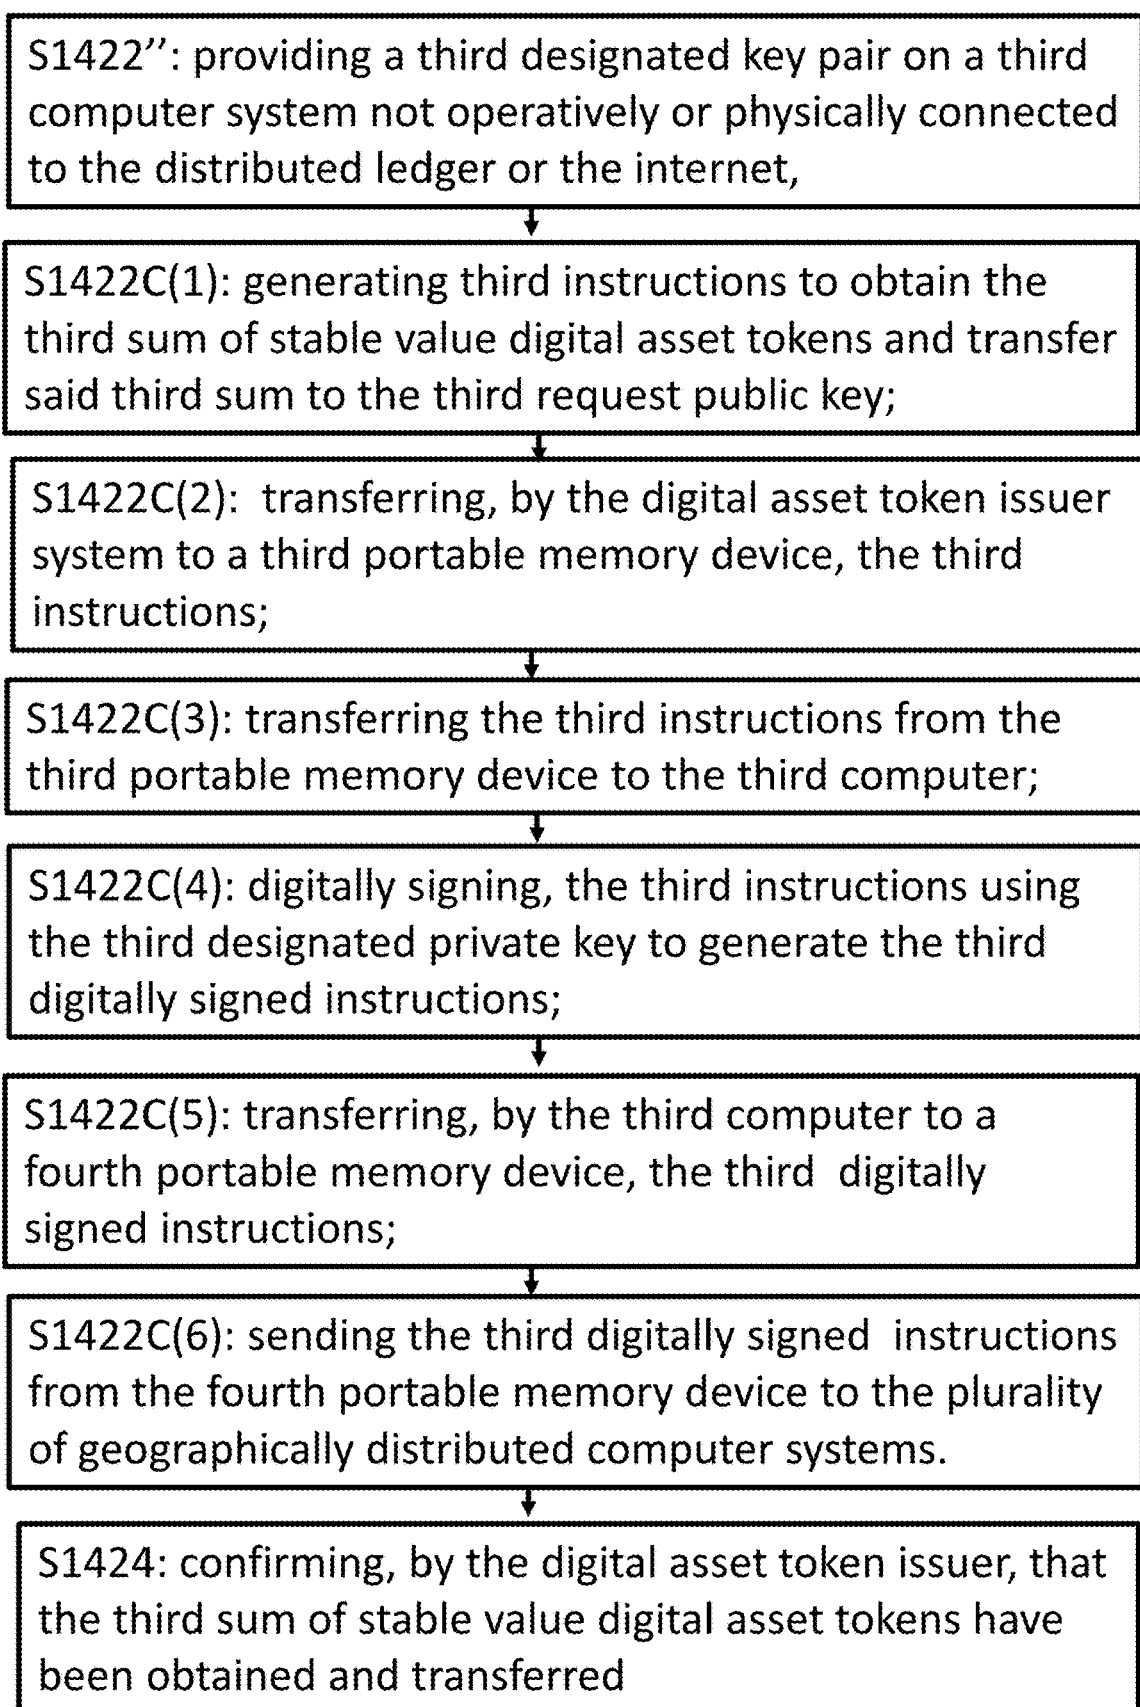 S1422’’: providing a third designated key pair on a third
computer system not operatively or physically connected
to the distributed ledger or the internet,
S1422C(1): generating third instructions to obtain the
third sum of stable value digital asset tokens and transfer
said third sum to the third request public key;
S1422C(2):  transferring, by the digital asset token issuer
system to a third portable memory device, the third
instructions;
S1422C(3): transferring the third instructions from the
third portable memory device to the third computer;
S1422C(4): digitally signing, the third instructions using
the third designated private key to generate the third
digitally signed instructions;
S1422C(5): transferring, by the third computer to a
fourth portable memory device, the third  digitally
signed instructions;
S1422C(6): sending the third digitally signed  instructions
from the fourth portable memory device to the plurality
of geographically distributed computer systems.
S1424: confirming, by the digital asset token issuer, that
the third sum of stable value digital asset tokens have
been obtained and transferred